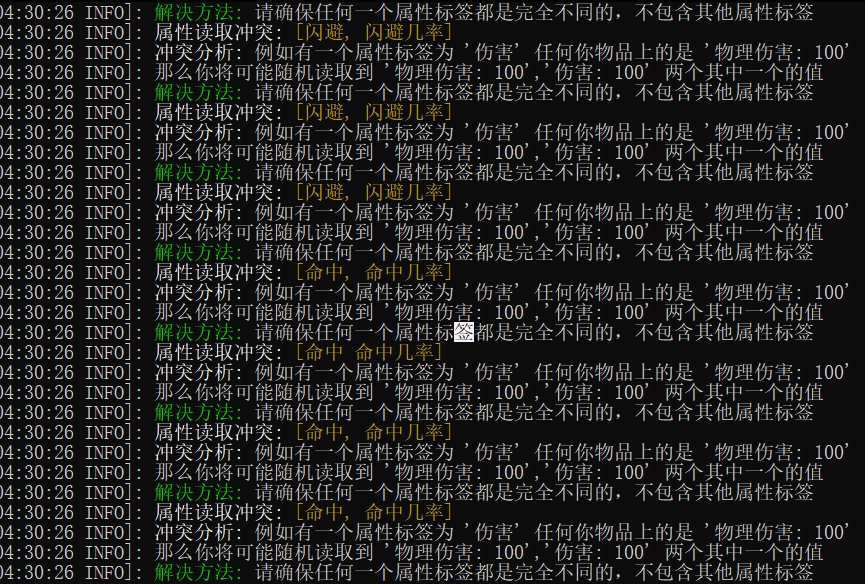 04:30:26 INFO]: 解决方法: 请确保任何一个属性标签都是完全不同的，不包含其他属性标签
04:30:26 INFO]: 属性读取冲突: [闪避, 闪避几率]
04:30:26 INFO]: 冲突分析: 例如有一个属性标签为 '伤害' 任何你物品上的是 '物理伤害: 100'
04:30:26 INFO]: 那么你将可能随机读取到 '物理伤害: 100','伤害: 100' 两个其中一个的值
04:30:26 INFO]: 解决方法: 请确保任何一个属性标签都是完全不同的，不包含其他属性标签
04:30:26 INFO]: 属性读取冲突: [闪避, 闪避几率]
04:30:26 INFO]: 冲突分析: 例如有一个属性标签为 '伤害' 任何你物品上的是 '物理伤害: 100'
04:30:26 INFO]: 那么你将可能随机读取到 '物理伤害: 100','伤害: 100' 两个其中一个的值
04:30:26 INFO]: 解决方法: 请确保任何一个属性标签都是完全不同的，不包含其他属性标签
04:30:26 INFO]: 属性读取冲突: [闪避, 闪避几率]
04:30:26 INFO]: 冲突分析: 例如有一个属性标签为 '伤害' 任何你物品上的是 '物理伤害: 100'
04:30:26 INFO]: 那么你将可能随机读取到 '物理伤害: 100','伤害: 100' 两个其中一个的值
04:30:26 INFO]: 解决方法: 请确保任何一个属性标签都是完全不同的，不包含其他属性标签
04:30:26 INFO]: 属性读取冲突: [命中, 命中几率]
04:30:26 INFO]: 冲突分析: 例如有一个属性标签为 '伤害' 任何你物品上的是 '物理伤害: 100'
04:30:26 INFO]: 那么你将可能随机读取到 '物理伤害: 100','伤害: 100' 两个其中一个的值
04:30:26 INFO]: 解决方法: 请确保任何一个属性标签都是完全不同的，不包含其他属性标签
04:30:26 INFO]: 属性读取冲突: [命中 命中几率]
04:30:26 INFO]: 冲突分析: 例如有一个属性标签为 '伤害' 任何你物品上的是 '物理伤害: 100'
04:30:26 INFO]: 那么你将可能随机读取到 '物理伤害: 100','伤害: 100' 两个其中一个的值
04:30:26 INFO]: 解决方法: 请确保任何一个属性标签都是完全不同的，不包含其他属性标签
04:30:26 INFO]: 属性读取冲突: [命中, 命中几率]
04:30:26 INFO]: 冲突分析: 例如有一个属性标签为 '伤害' 任何你物品上的是 '物理伤害: 100'
04:30:26 INFO]: 那么你将可能随机读取到 '物理伤害: 100','伤害: 100' 两个其中一个的值
04:30:26 INFO]: 解决方法: 请确保任何一个属性标签都是完全不同的，不包含其他属性标签
04:30:26 INFO]: 属性读取冲突: [命中, 命中几率]
04:30:26 INFO]: 冲突分析: 例如有一个属性标签为 '伤害' 任何你物品上的是 '物理伤害: 100'
04:30:26 INFO]: 那么你将可能随机读取到 '物理伤害: 100','伤害: 100' 两个其中一个的值
04:30:26 INFO]: 解决方法: 请确保任何一个属性标签都是完全不同的，不包含其他属性标签